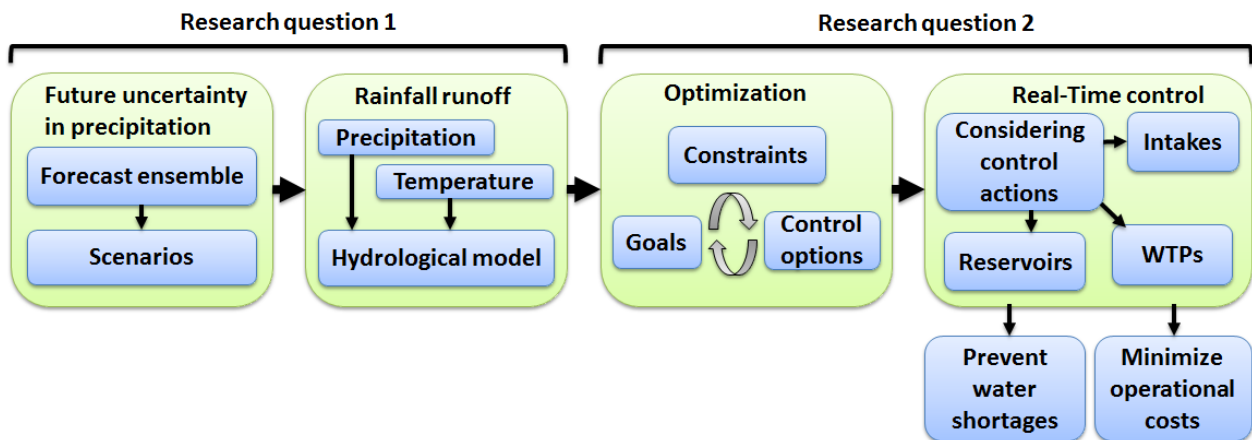 Research question 1
Research question 2
Future uncertainty
in precipitation
Forecast ensemble
Scenarios
Rainfall runoff
Precipitation
Temperature
Hydrological model
Optimization
Constraints
Goals
Control
options
Real-Time control
Considering
control
actions
Intakes
Reservoirs
WTPs
Prevent
water
shortages
Minimize
operational
costs